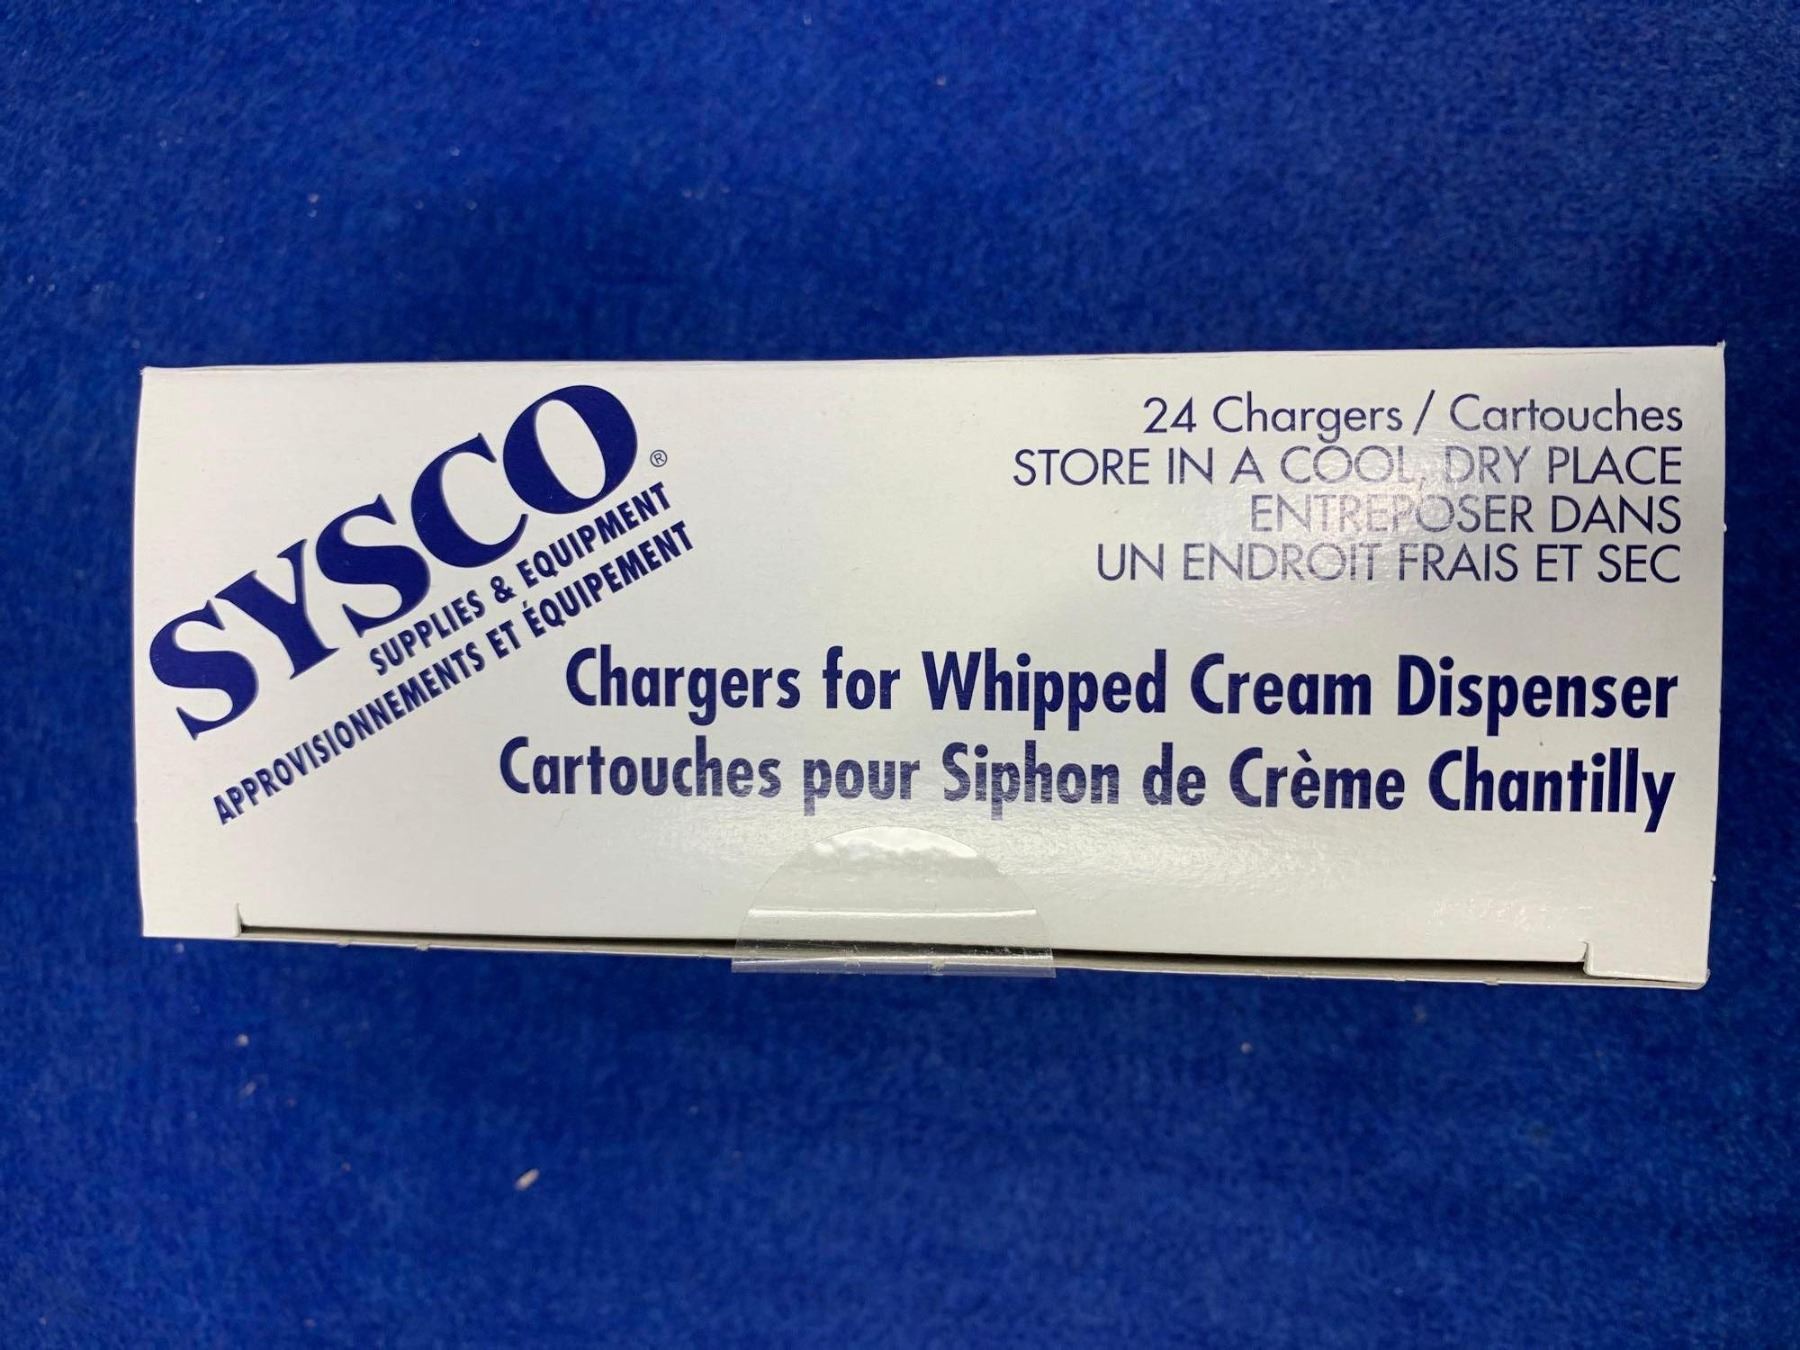 SYSCO®
SUPPLIES & EQUIPMENT
APPROVISIONNEMENTS ET ÉQUIPEMENT
24 Chargers / Cartouches
STORE IN A COOL, DRY PLACE
ENTREPOSER DANS
UN ENDROIT FRAIS ET SEC
Chargers for Whipped Cream Dispenser
Cartouches pour Siphon de Crème Chantilly